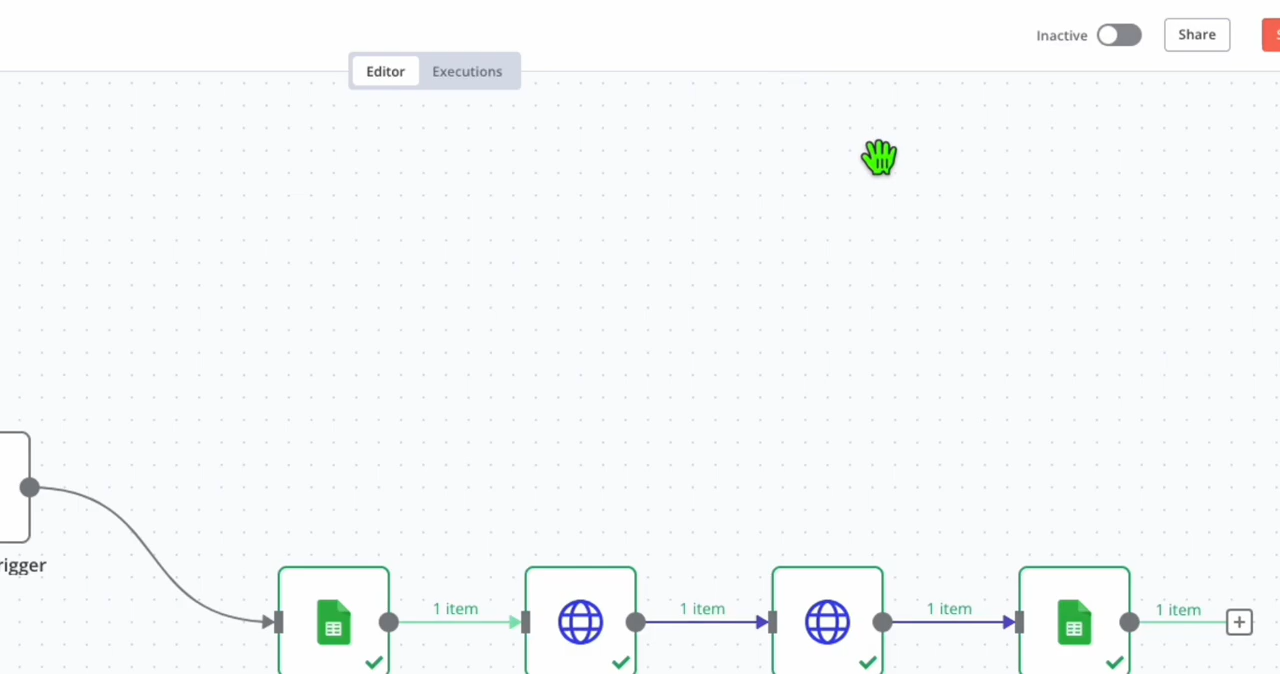 Inactive
Share
S
Editor
Executions
rigger
1 item
1 item
1 item
1 item